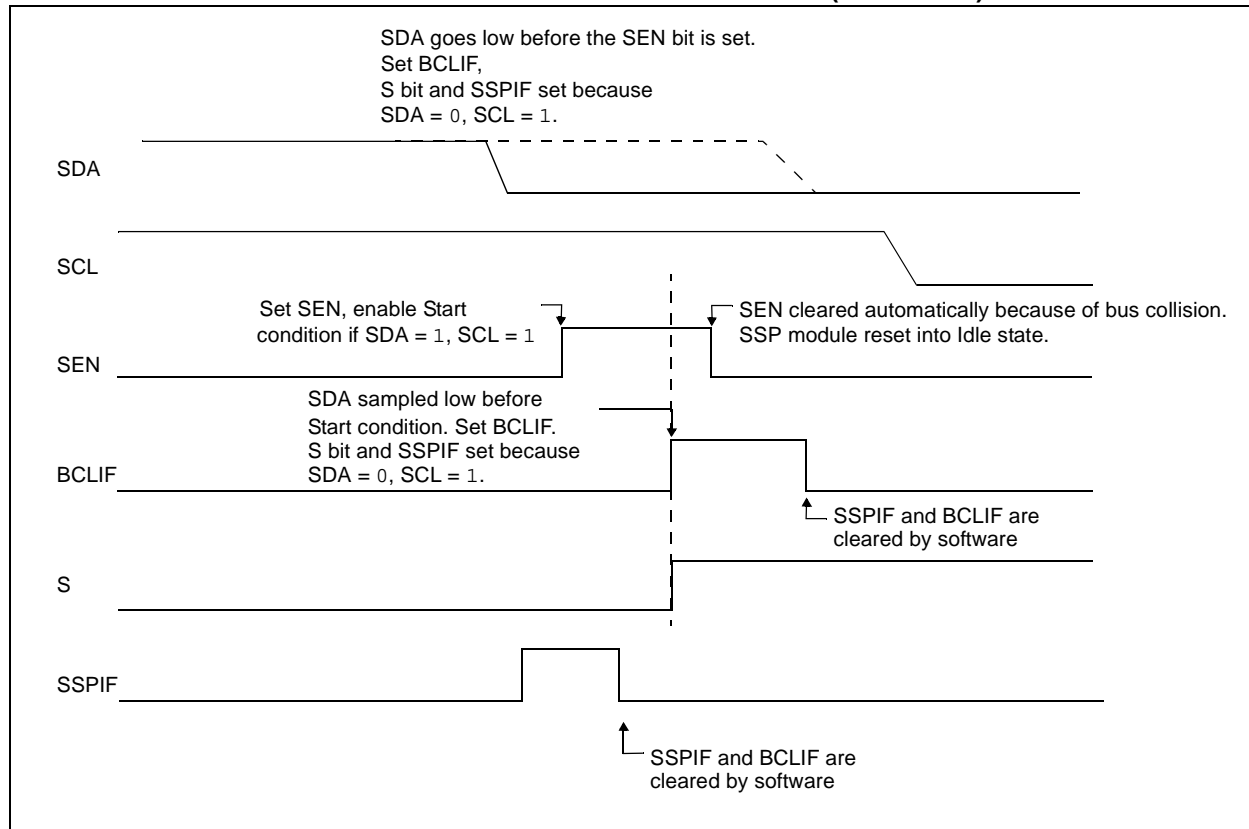 SDA goes low before the SEN bit is set.
Set BCLIF,
S bit and SSPIF set because
SDA = 0, SCL = 1.
SDA
SCL
Set SEN, enable Start
condition if SDA = 1, SCL = 1
SEN cleared automatically because of bus collision.
SSP module reset into Idle state.
SEN
SDA sampled low before
Start condition. Set BCLIF.
S bit and SSPIF set because
SDA = 0, SCL = 1.
BCLIF
SSPIF and BCLIF are
cleared by software
S
SSPIF
SSPIF and BCLIF are
cleared by software